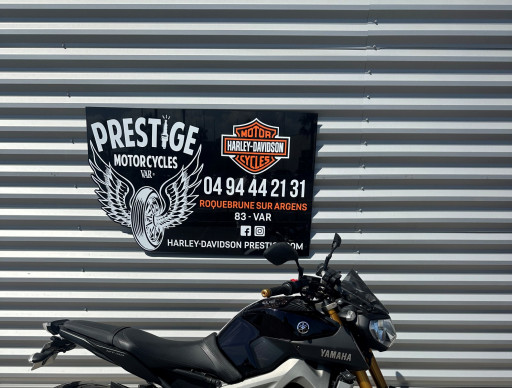 PRESTIGE
MOTORCYCLES
VAR
MOTOR
HARLEY-DAVIDSON
CYCLES
04 94 44 21 31
ROQUEBRUNE SUR ARGENS
83 - VAR
HARLEY-DAVIDSON PRESTIGE.COM
YAMAHA